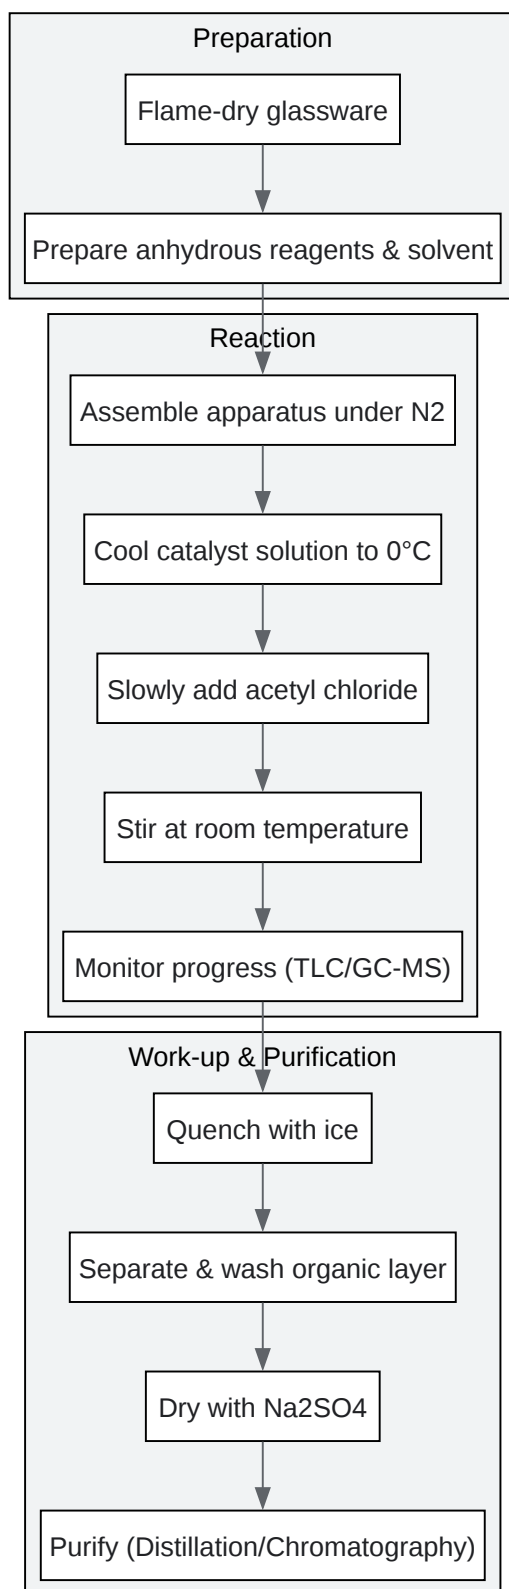 Preparation
Flame-dry glassware
Prepare anhydrous reagents & solvent
Reaction
Assemble apparatus under N2
Cool catalyst solution to 0°C
Slowly add acetyl chloride
Stir at room temperature
Monitor progress (TLC/GC-MS)
Work-up & Purification
Quench with ice
Separate & wash organic layer
Dry with Na2SO4
Purify (Distillation/Chromatography)